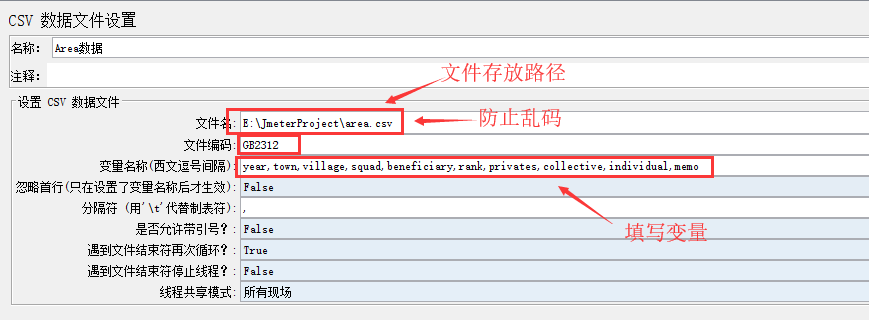 CSV 数据文件设置
名称: Area数据
注释:
文件存放路径
设置 CSV 数据文件
文件名: E:\JmeterProject\area.csv
防止乱码
文件编码: GB2312
变量名称(西文逗号间隔): year,town,village,squad,beneficiary,rank,privates,collective,individual,memo
忽略首行(只在设置了变量名称后才生效): False
分隔符 (用'\t'代替制表符): ,
填写变量
是否允许带引号?: False
遇到文件结束符再次循环?: True
遇到文件结束符停止线程?: False
线程共享模式: 所有现场